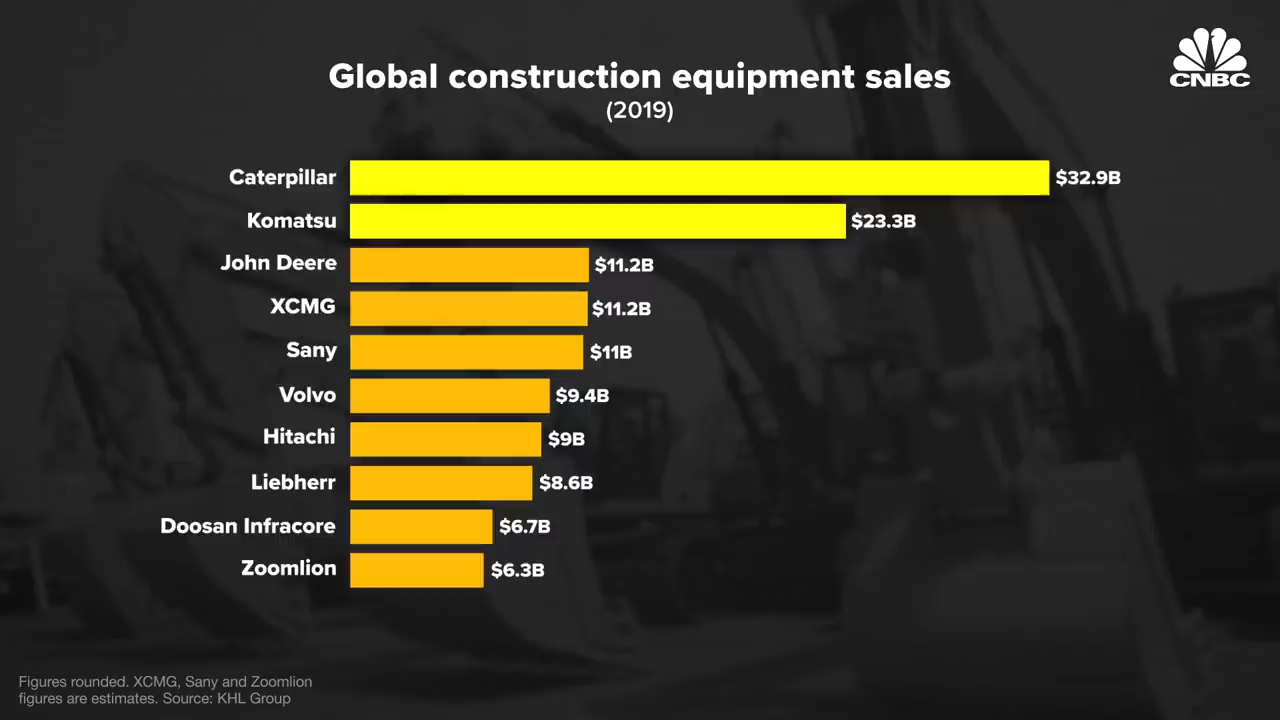 Global construction equipment sales
(2019)
CNBC
Caterpillar $32.9B
Komatsu $23.3B
John Deere $11.2B
XCMG $11.2B
Sany $11B
Volvo $9.4B
Hitachi $9B
Liebherr $8.6B
Doosan Infracore $6.7B
Zoomlion $6.3B
Figures rounded. XCMG, Sany and Zoomlion
figures are estimates. Source: KHL Group